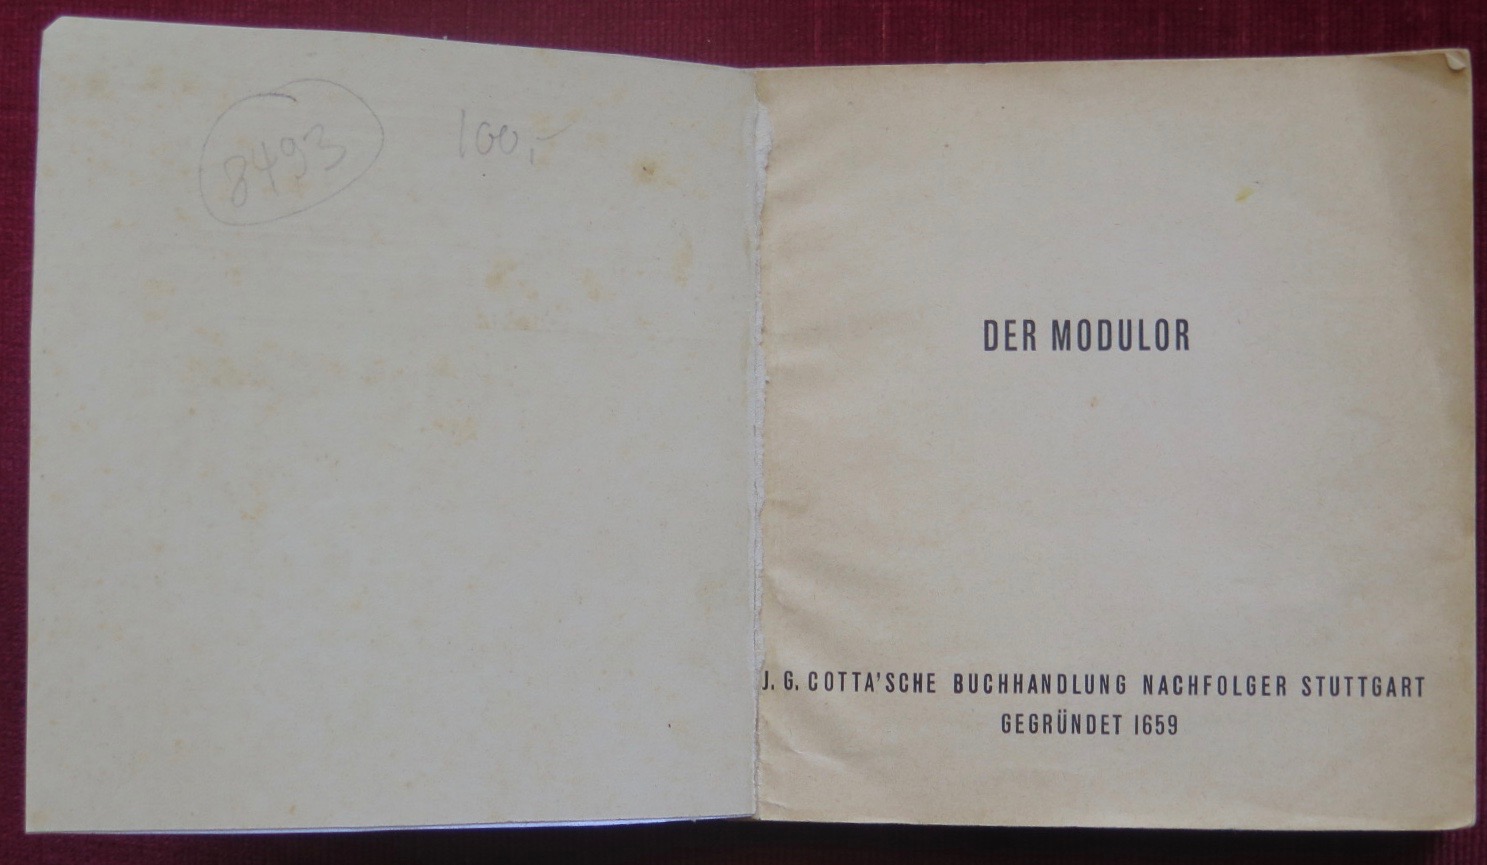 8493
100,-
DER MODULOR
J. G. COTTA'SCHE BUCHHANDLUNG NACHFOLGER STUTTGART
GEGRÜNDET 1659